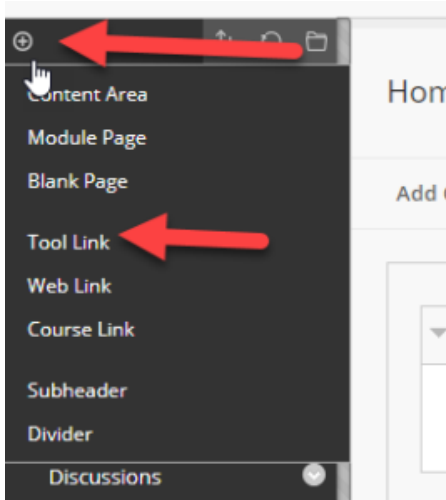 Content Area
Hom
Module Page
Blank Page
Add
Tool Link
Web Link
Course Link
Subheader
Divider
Discussions